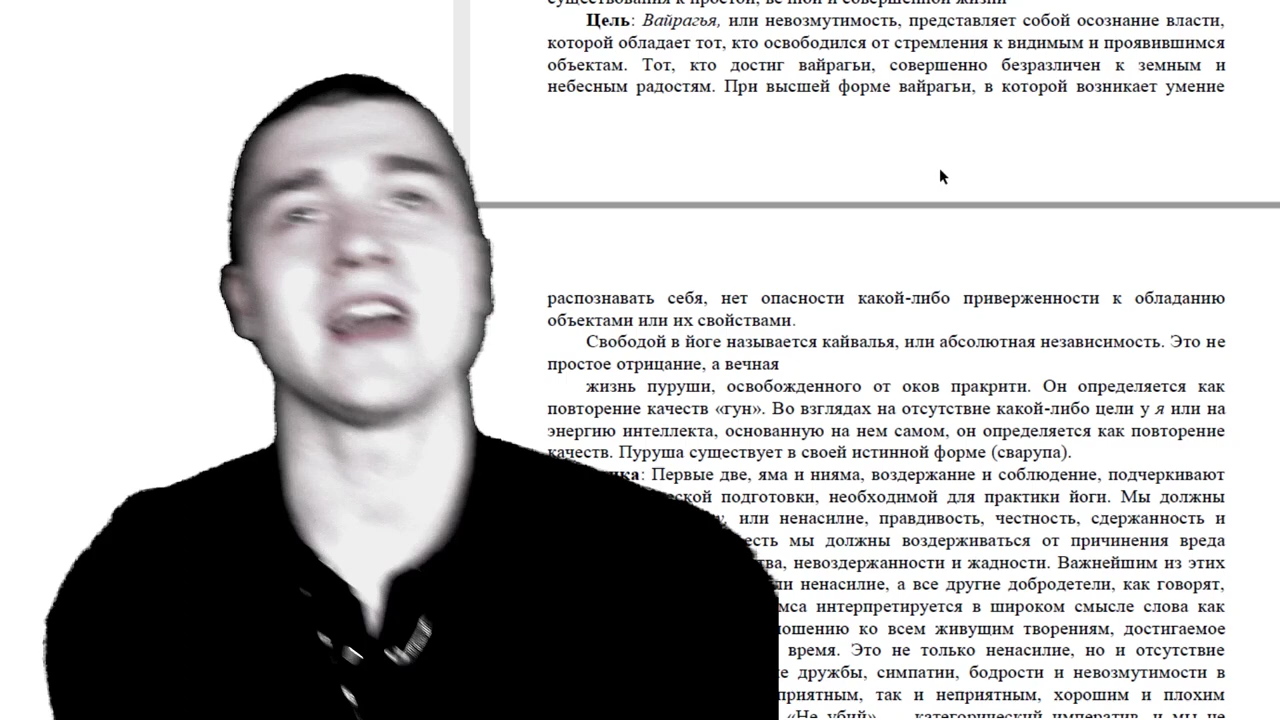 существования к простой, вечной и совершенной жизни
Цель: Вайрагья, или невозмутимость, представляет собой осознание власти,
которой обладает тот, кто освободился от стремления к видимым и проявившимся
объектам. Тот, кто достиг вайрагьи, совершенно безразличен к земным и
небесным радостям. При высшей форме вайрагьи, в которой возникает умение
распознавать себя, нет опасности какой-либо приверженности к обладанию
объектами или их свойствами.
Свободой в йоге называется кайвалья, или абсолютная независимость. Это не
простое отрицание, а вечная
жизнь пуруши, освобожденного от оков пракрити. Он определяется как
повторение качеств «гун». Во взглядах на отсутствие какой-либо цели у я или на
энергию интеллекта, основанную на нем самом, он определяется как повторение
качеств. Пуруша существует в своей истинной форме (сварупа).
: Первые две, яма и нияма, воздержание и соблюдение, подчеркивают
подготовки, необходимой для практики йоги. Мы должны
или ненасилие, правдивость, честность, сдержанность и
есть мы должны воздерживаться от причинения вреда
невоздержанности и жадности. Важнейшим из этих
ненасилие, а все другие добродетели, как говорят,
интерпретируется в широком смысле слова как
ко всем живущим творениям, достигаемое
время. Это не только ненасилие, но и отсутствие
дружбы, симпатии, бодрости и невозмутимости в
приятным, так и неприятным, хорошим и плохим
«Не убий» — категорический императив, и мы не